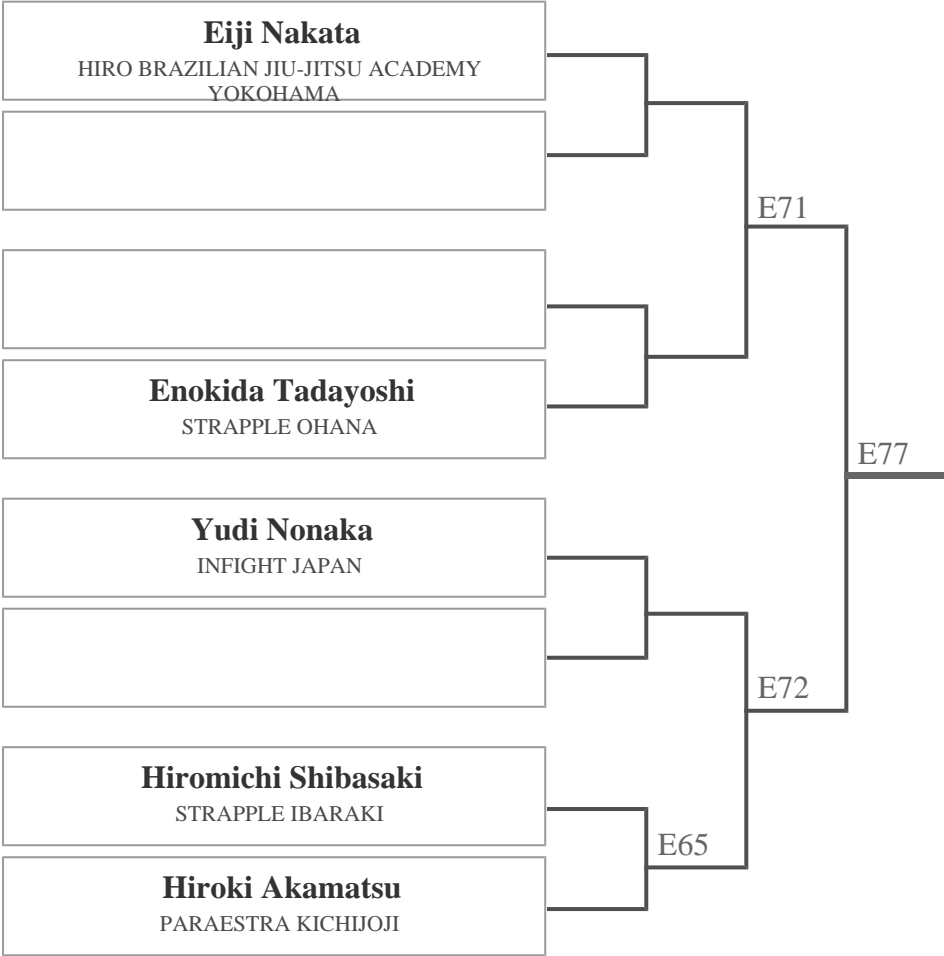 Eiji Nakata
HIRO BRAZILIAN JIU-JITSU ACADEMY
YOKOHAMA
E71
Enokida Tadayoshi
STRAPPLE OHANA
E77
Yudi Nonaka
INFIGHT JAPAN
E72
Hiromichi Shibasaki
STRAPPLE IBARAKI
E65
Hiroki Akamatsu
PARAESTRA KICHIJOJI